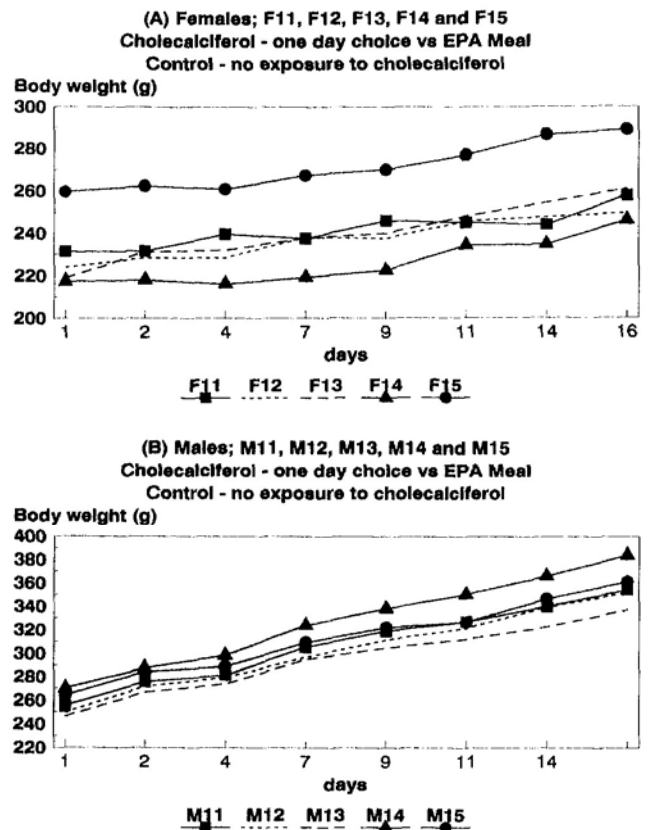 (A) Females; F11, F12, F13, F14 and F15
Cholecalciferol - one day choice vs EPA Meal
Control - no exposure to cholecalciferol
Body weight (g)
300
280
260
240
220
200
1 2 4 7 9 11 14 16
days
F11 F12 F13 F14 F15
(B) Males; M11, M12, M13, M14 and M15
Cholecalciferol - one day choice vs EPA Meal
Control - no exposure to cholecalciferol
Body weight (g)
400
380
360
340
320
300
280
260
240
220
1 2 4 7 9 11 14
days
M11 M12 M13 M14 M15